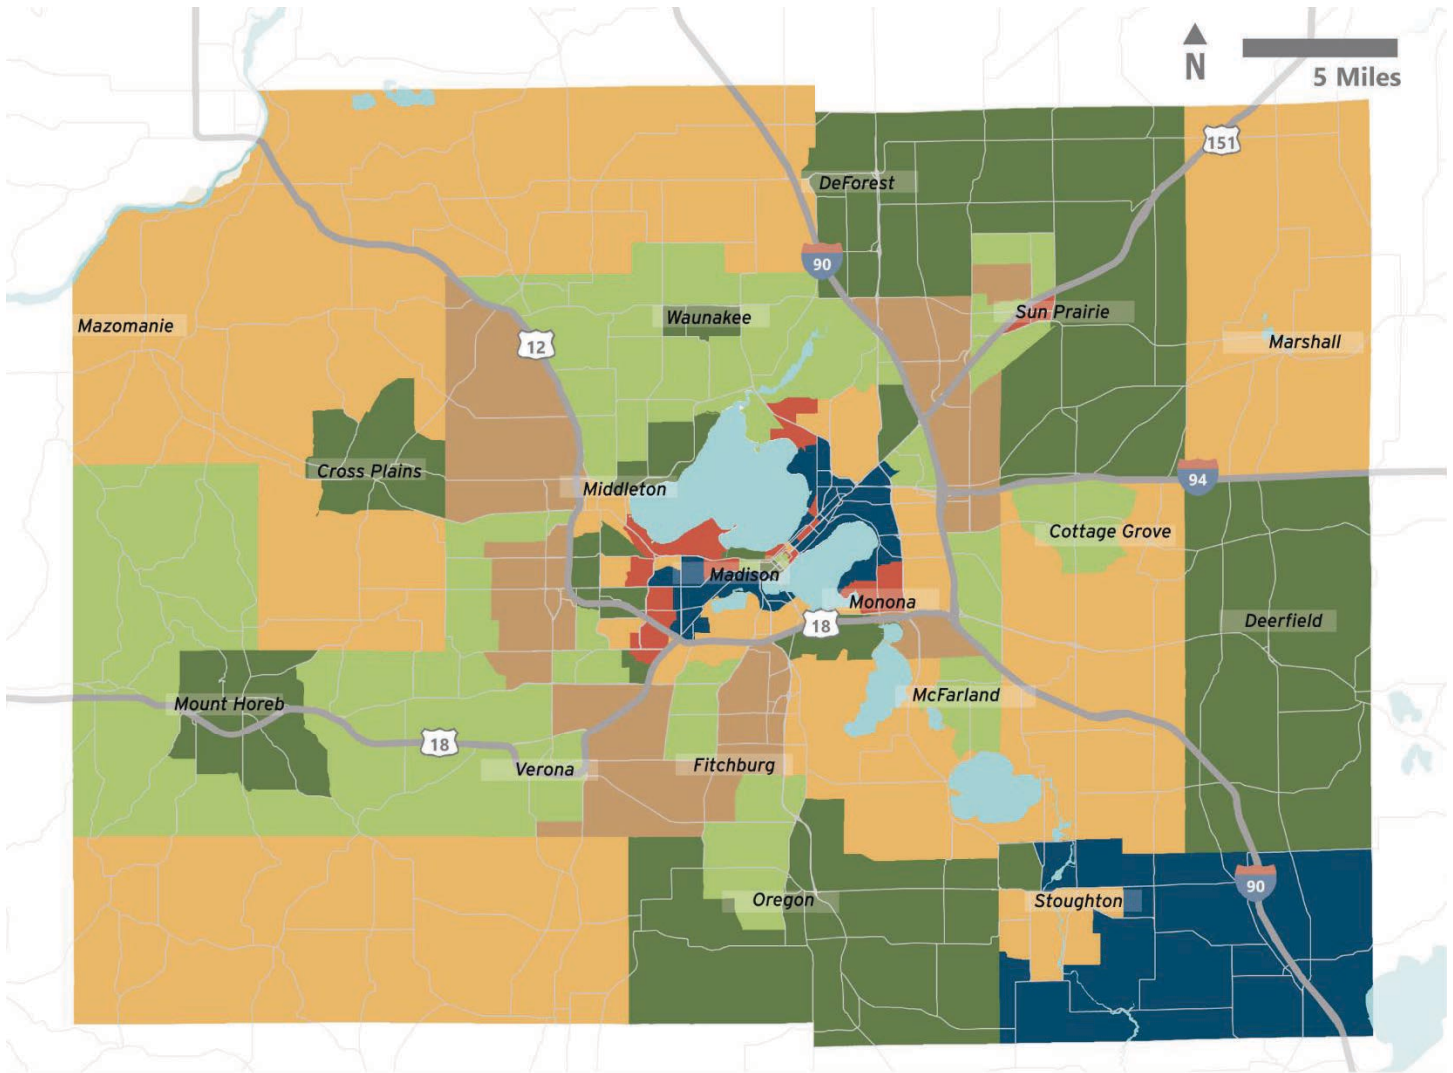 N
5 Miles
151
DeForest
90
Mazomanie
Waunakee
Sun Prairie
12
Marshall
Cross Plains
Middleton
94
Cottage Grove
Madison
Monona
18
Deerfield
Mount Horeb
McFarland
18
Verona
Fitchburg
90
Oregon
Stoughton